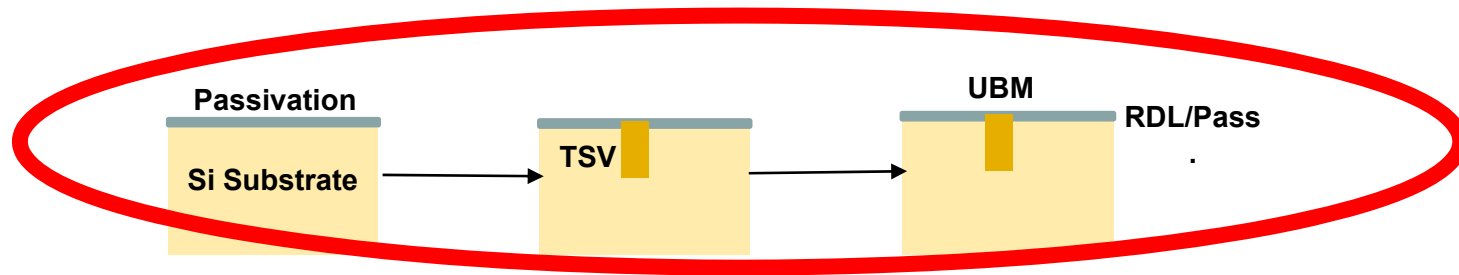 Passivation
Si Substrate
TSV
UBM
RDL/Pass
.